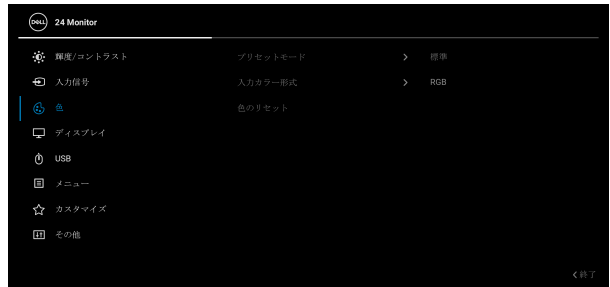 DELL 24 Monitor
輝度/コントラスト プリセットモード > 標準
入力信号 入力カラー形式 > RGB
色 色のリセット
ディスプレイ
USB
メニュー
カスタマイズ
その他
<終了